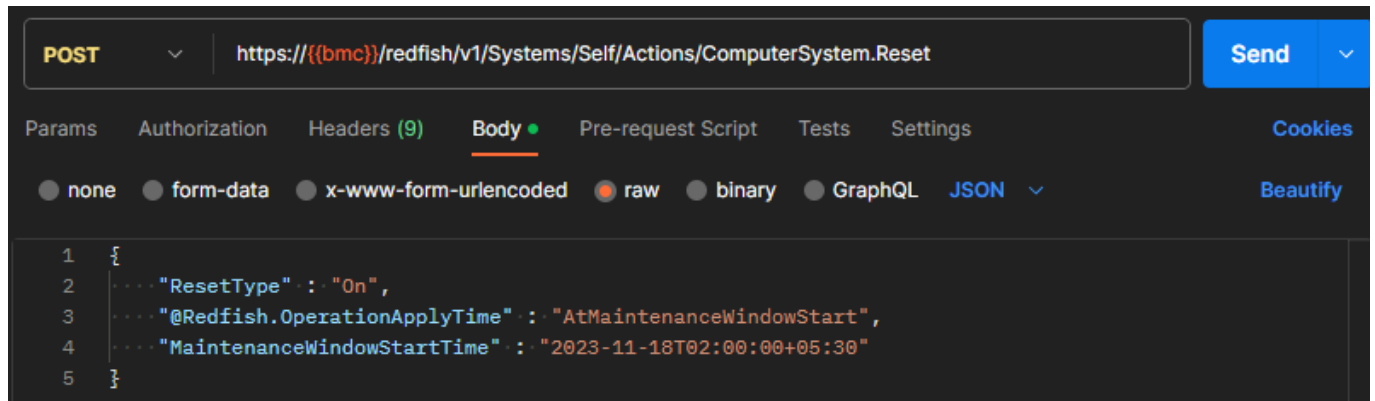 POST https://{{bmc}}/redfish/v1/Systems/Self/Actions/ComputerSystem.Reset Send
Params Authorization Headers (9) Body Pre-request Script Tests Settings Cookies
none form-data x-www-form-urlencoded raw binary GraphQL JSON Beautify
1 {
2 ····"ResetType"·:·"On",
3 ····"@Redfish.OperationApplyTime"·:·"AtMaintenanceWindowStart",
4 ····"MaintenanceWindowStartTime"·:·"2023-11-18T02:00:00+05:30"
5 }